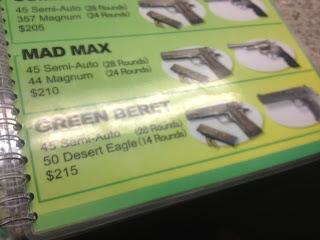 45 Semi-Auto (28 Rounds)
357 Magnum (24 Rounds)
$205
MAD MAX
45 Semi-Auto (28 Rounds)
44 Magnum (24 Rounds)
$210
GREEN BERET
45 Semi-Auto (28 Rounds)
50 Desert Eagle (14 Rounds)
$215